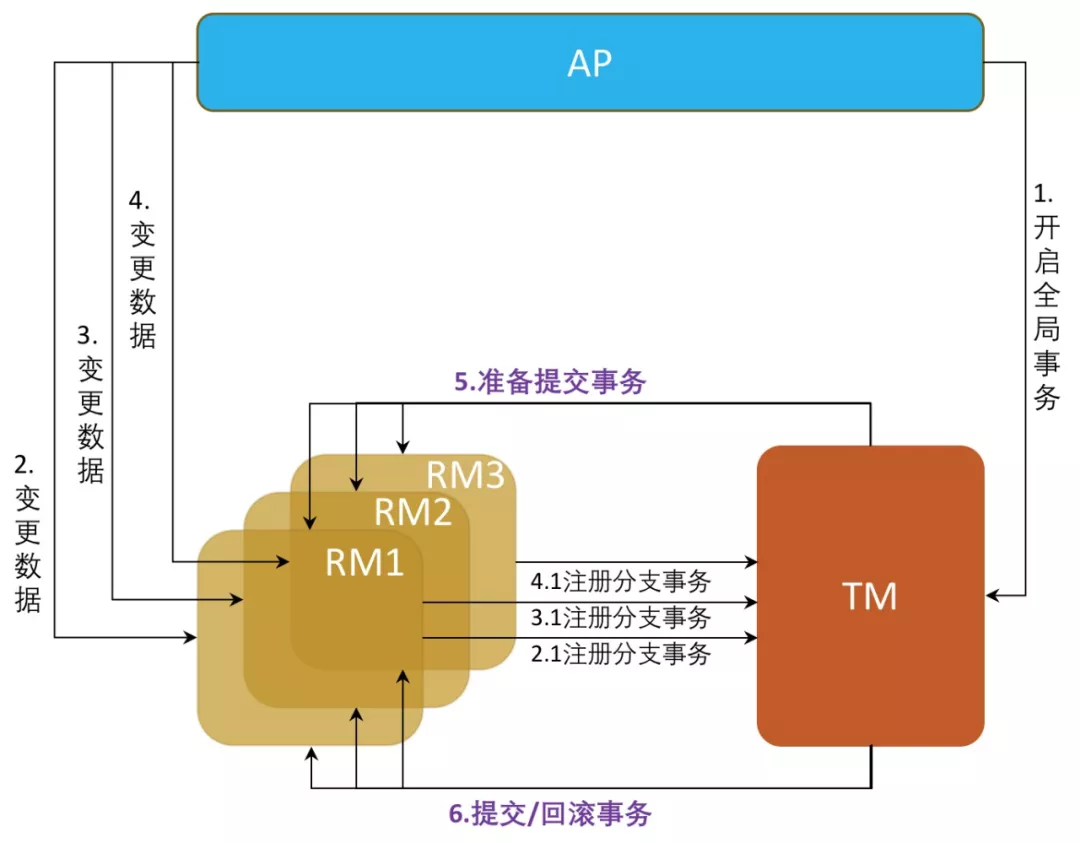 AP
1.开启全局事务
4.变更数据
3.变更数据
2.变更数据
5.准备提交事务
RM3
RM2
RM1
4.1注册分支事务
3.1注册分支事务
2.1注册分支事务
TM
6.提交/回滚事务